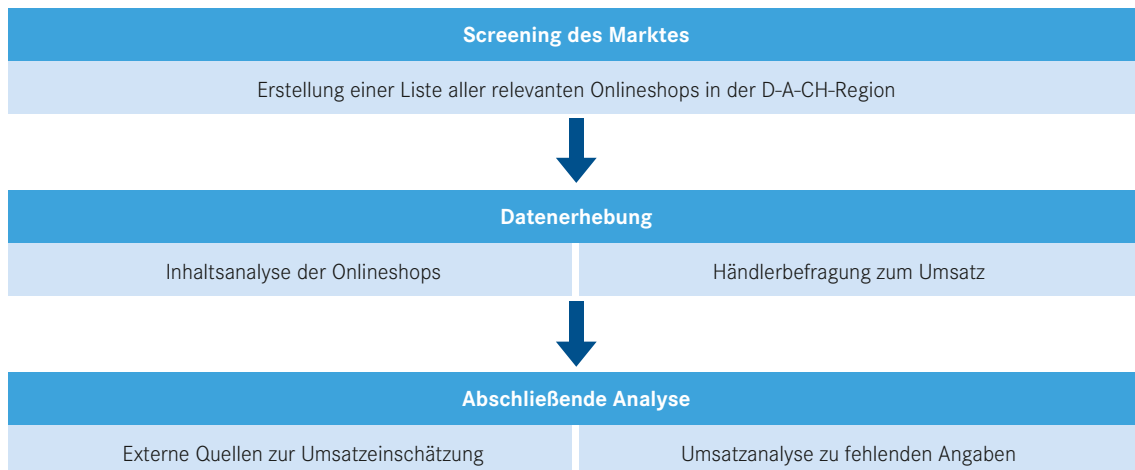 Screening des Marktes
Erstellung einer Liste aller relevanten Onlineshops in der D-A-CH-Region
Datenerhebung
Inhaltsanalyse der Onlineshops
Händlerbefragung zum Umsatz
Abschließende Analyse
Externe Quellen zur Umsatzeinschätzung
Umsatzanalyse zu fehlenden Angaben